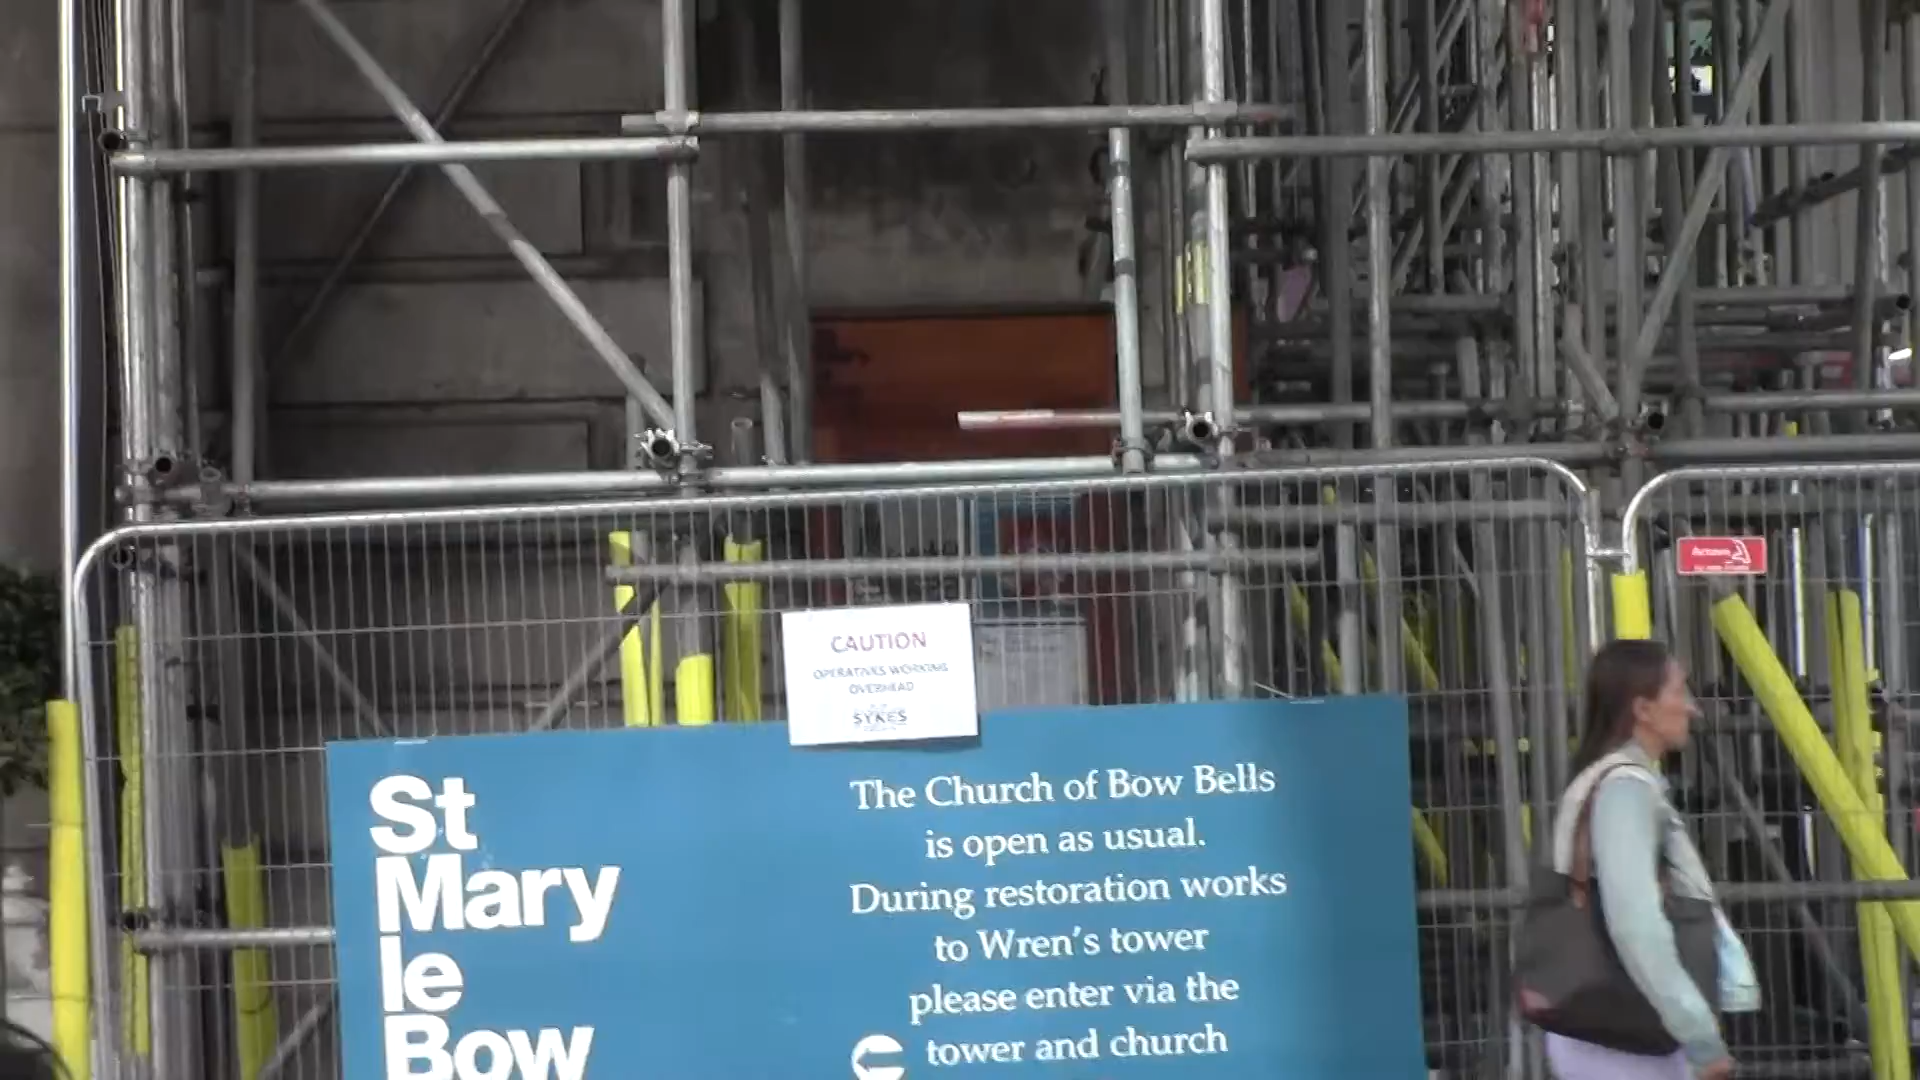 CAUTION
OPERATIVES WORKING
OVERHEAD
SYKES
St
Mary
le
Bow
The Church of Bow Bells
is open as usual.
During restoration works
to Wren's tower
please enter via the
tower and church